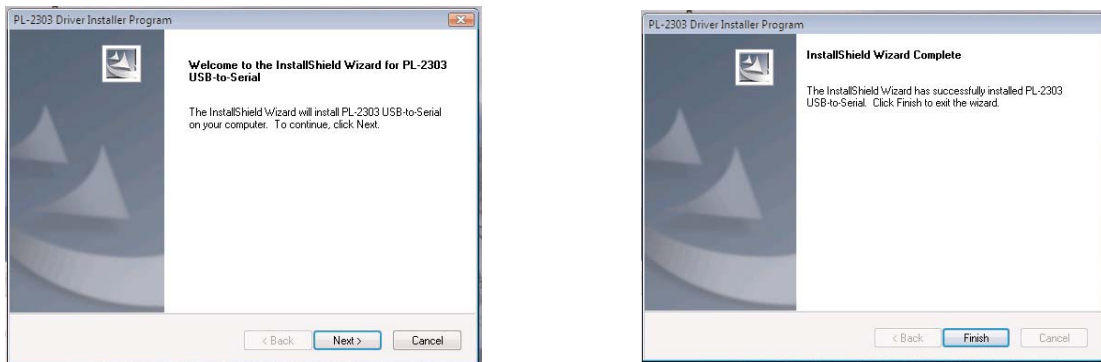 PL-2303 Driver Installer Program
Welcome to the InstallShield Wizard for PL-2303
USB-to-Serial
The InstallShield Wizard will install PL-2303 USB-to-Serial
on your computer. To continue, click Next.
< Back
Next >
Cancel
PL-2303 Driver Installer Program
InstallShield Wizard Complete
The InstallShield Wizard has successfully installed PL-2303
USB-to-Serial. Click Finish to exit the wizard.
< Back
Finish
Cancel